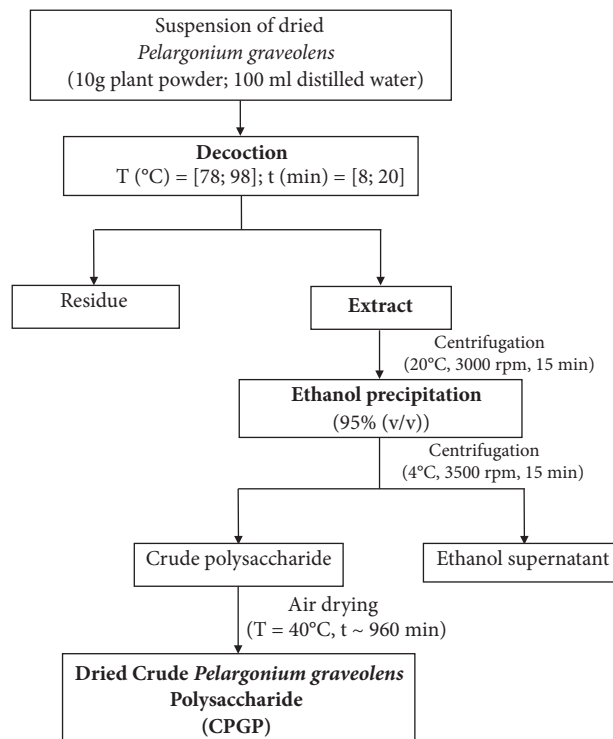 Suspension of dried
Pelargonium graveolens
(10g plant powder; 100 ml distilled water)
Decoction
T (°C) = [78; 98]; t (min) = [8; 20]
Residue
Extract
Centrifugation
(20°C, 3000 rpm, 15 min)
Ethanol precipitation
(95% (v/v))
Centrifugation
(4°C, 3500 rpm, 15 min)
Crude polysaccharide
Ethanol supernatant
Air drying
(T = 40°C, t ~ 960 min)
Dried Crude Pelargonium graveolens
Polysaccharide
(CPGP)